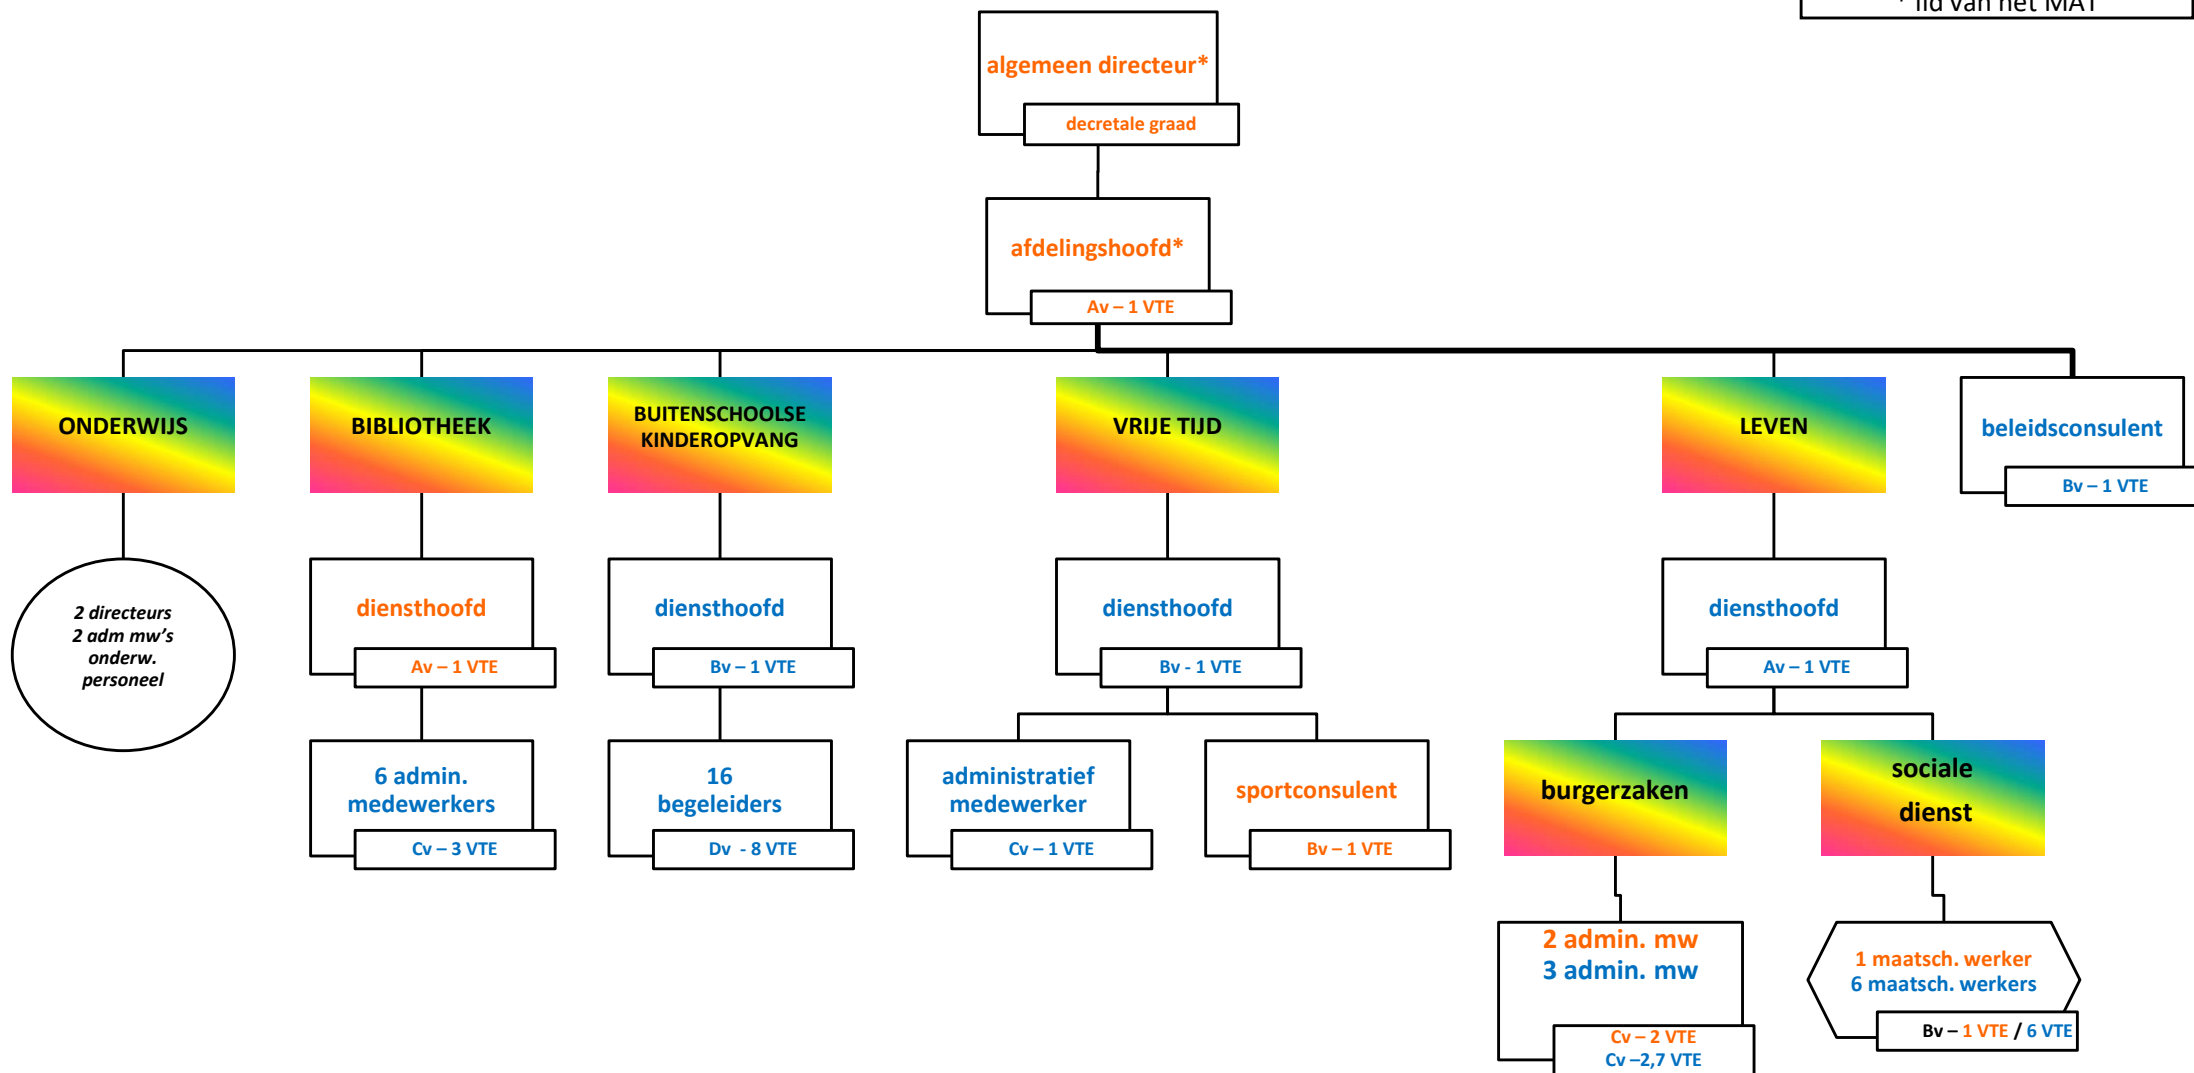 * lid van het MAT
algemeen directeur*
decretale graad
afdelingshoofd*
Av – 1 VTE
ONDERWIJS
BIBLIOTHEEK
BUITENSCHOOLSE
KINDEROPVANG
VRIJE TIJD
LEVEN
beleidsconsulent
Bv – 1 VTE
2 directeurs
2 adm mw's
onderw.
personeel
diensthoofd
Av – 1 VTE
diensthoofd
Bv – 1 VTE
diensthoofd
Bv - 1 VTE
diensthoofd
Av – 1 VTE
6 admin.
medewerkers
Cv – 3 VTE
16
begeleiders
Dv - 8 VTE
administratief
medewerker
Cv – 1 VTE
sportconsulent
Bv – 1 VTE
burgerzaken
sociale
dienst
2 admin. mw
3 admin. mw
Cv – 2 VTE
Cv –2,7 VTE
1 maatsch. werker
6 maatsch. werkers
Bv – 1 VTE / 6 VTE